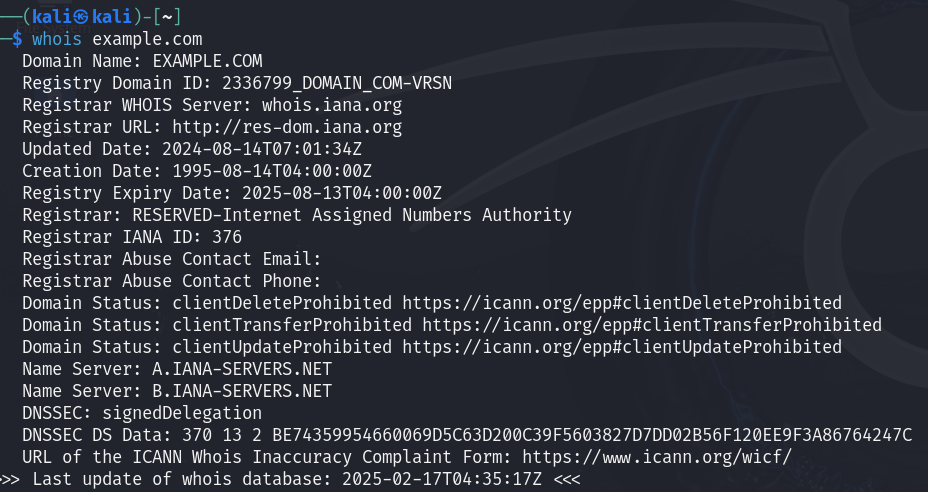 ──(kali㉿kali)-[~]
─$ whois example.com
Domain Name: EXAMPLE.COM
Registry Domain ID: 2336799_DOMAIN_COM-VRSN
Registrar WHOIS Server: whois.iana.org
Registrar URL: http://res-dom.iana.org
Updated Date: 2024-08-14T07:01:34Z
Creation Date: 1995-08-14T04:00:00Z
Registry Expiry Date: 2025-08-13T04:00:00Z
Registrar: RESERVED-Internet Assigned Numbers Authority
Registrar IANA ID: 376
Registrar Abuse Contact Email:
Registrar Abuse Contact Phone:
Domain Status: clientDeleteProhibited https://icann.org/epp#clientDeleteProhibited
Domain Status: clientTransferProhibited https://icann.org/epp#clientTransferProhibited
Domain Status: clientUpdateProhibited https://icann.org/epp#clientUpdateProhibited
Name Server: A.IANA-SERVERS.NET
Name Server: B.IANA-SERVERS.NET
DNSSEC: signedDelegation
DNSSEC DS Data: 370 13 2 BE74359954660069D5C63D200C39F5603827D7DD02B56F120EE9F3A86764247C
URL of the ICANN Whois Inaccuracy Complaint Form: https://www.icann.org/wicf/
>>> Last update of whois database: 2025-02-17T04:35:17Z <<<